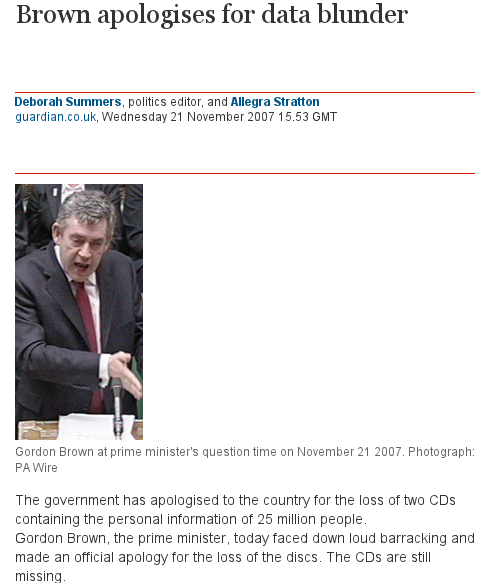 Brown apologises for data blunder
Deborah Summers, politics editor, and Allegra Stratton
guardian.co.uk, Wednesday 21 November 2007 15.53 GMT
Gordon Brown at prime minister's question time on November 21 2007. Photograph:
PA Wire
The government has apologised to the country for the loss of two CDs
containing the personal information of 25 million people.
Gordon Brown, the prime minister, today faced down loud barracking and
made an official apology for the loss of the discs. The CDs are still
missing.